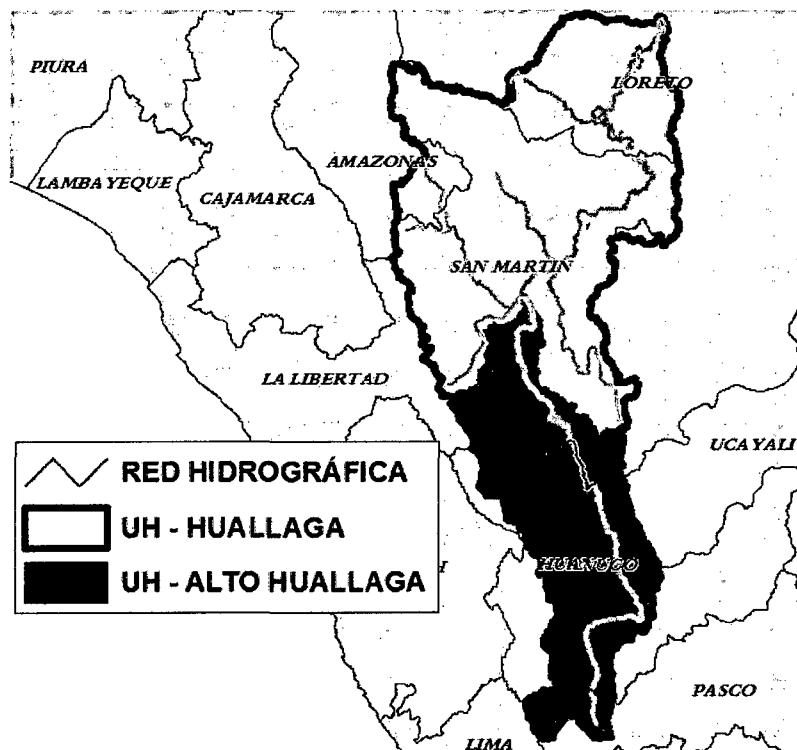 PIURA
LORETO
AMAZONAS
LAMBAYEQUE
CAJAMARCA
SAN MARTIN
LA LIBERTAD
UCAYALI
RED HIDROGRÁFICA
UH - HUALLAGA
UH - ALTO HUALLAGA
HUANUCO
PASCO
LIMA